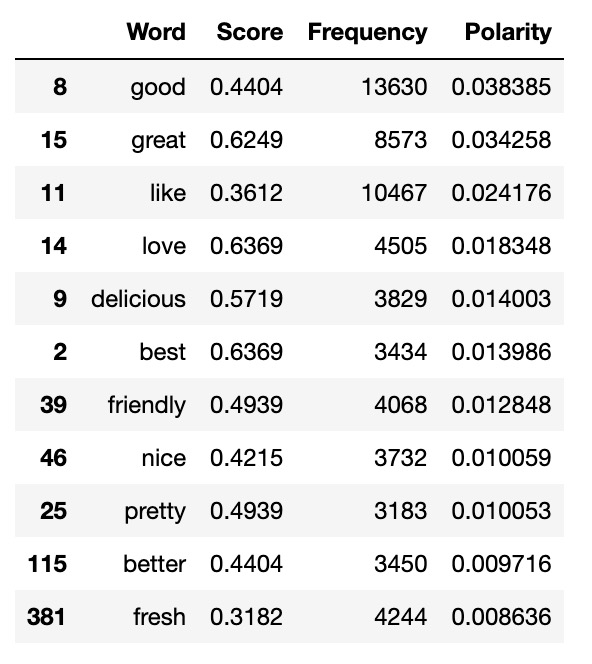 Word Score Frequency Polarity
8 good 0.4404 13630 0.038385
15 great 0.6249 8573 0.034258
11 like 0.3612 10467 0.024176
14 love 0.6369 4505 0.018348
9 delicious 0.5719 3829 0.014003
2 best 0.6369 3434 0.013986
39 friendly 0.4939 4068 0.012848
46 nice 0.4215 3732 0.010059
25 pretty 0.4939 3183 0.010053
115 better 0.4404 3450 0.009716
381 fresh 0.3182 4244 0.008636